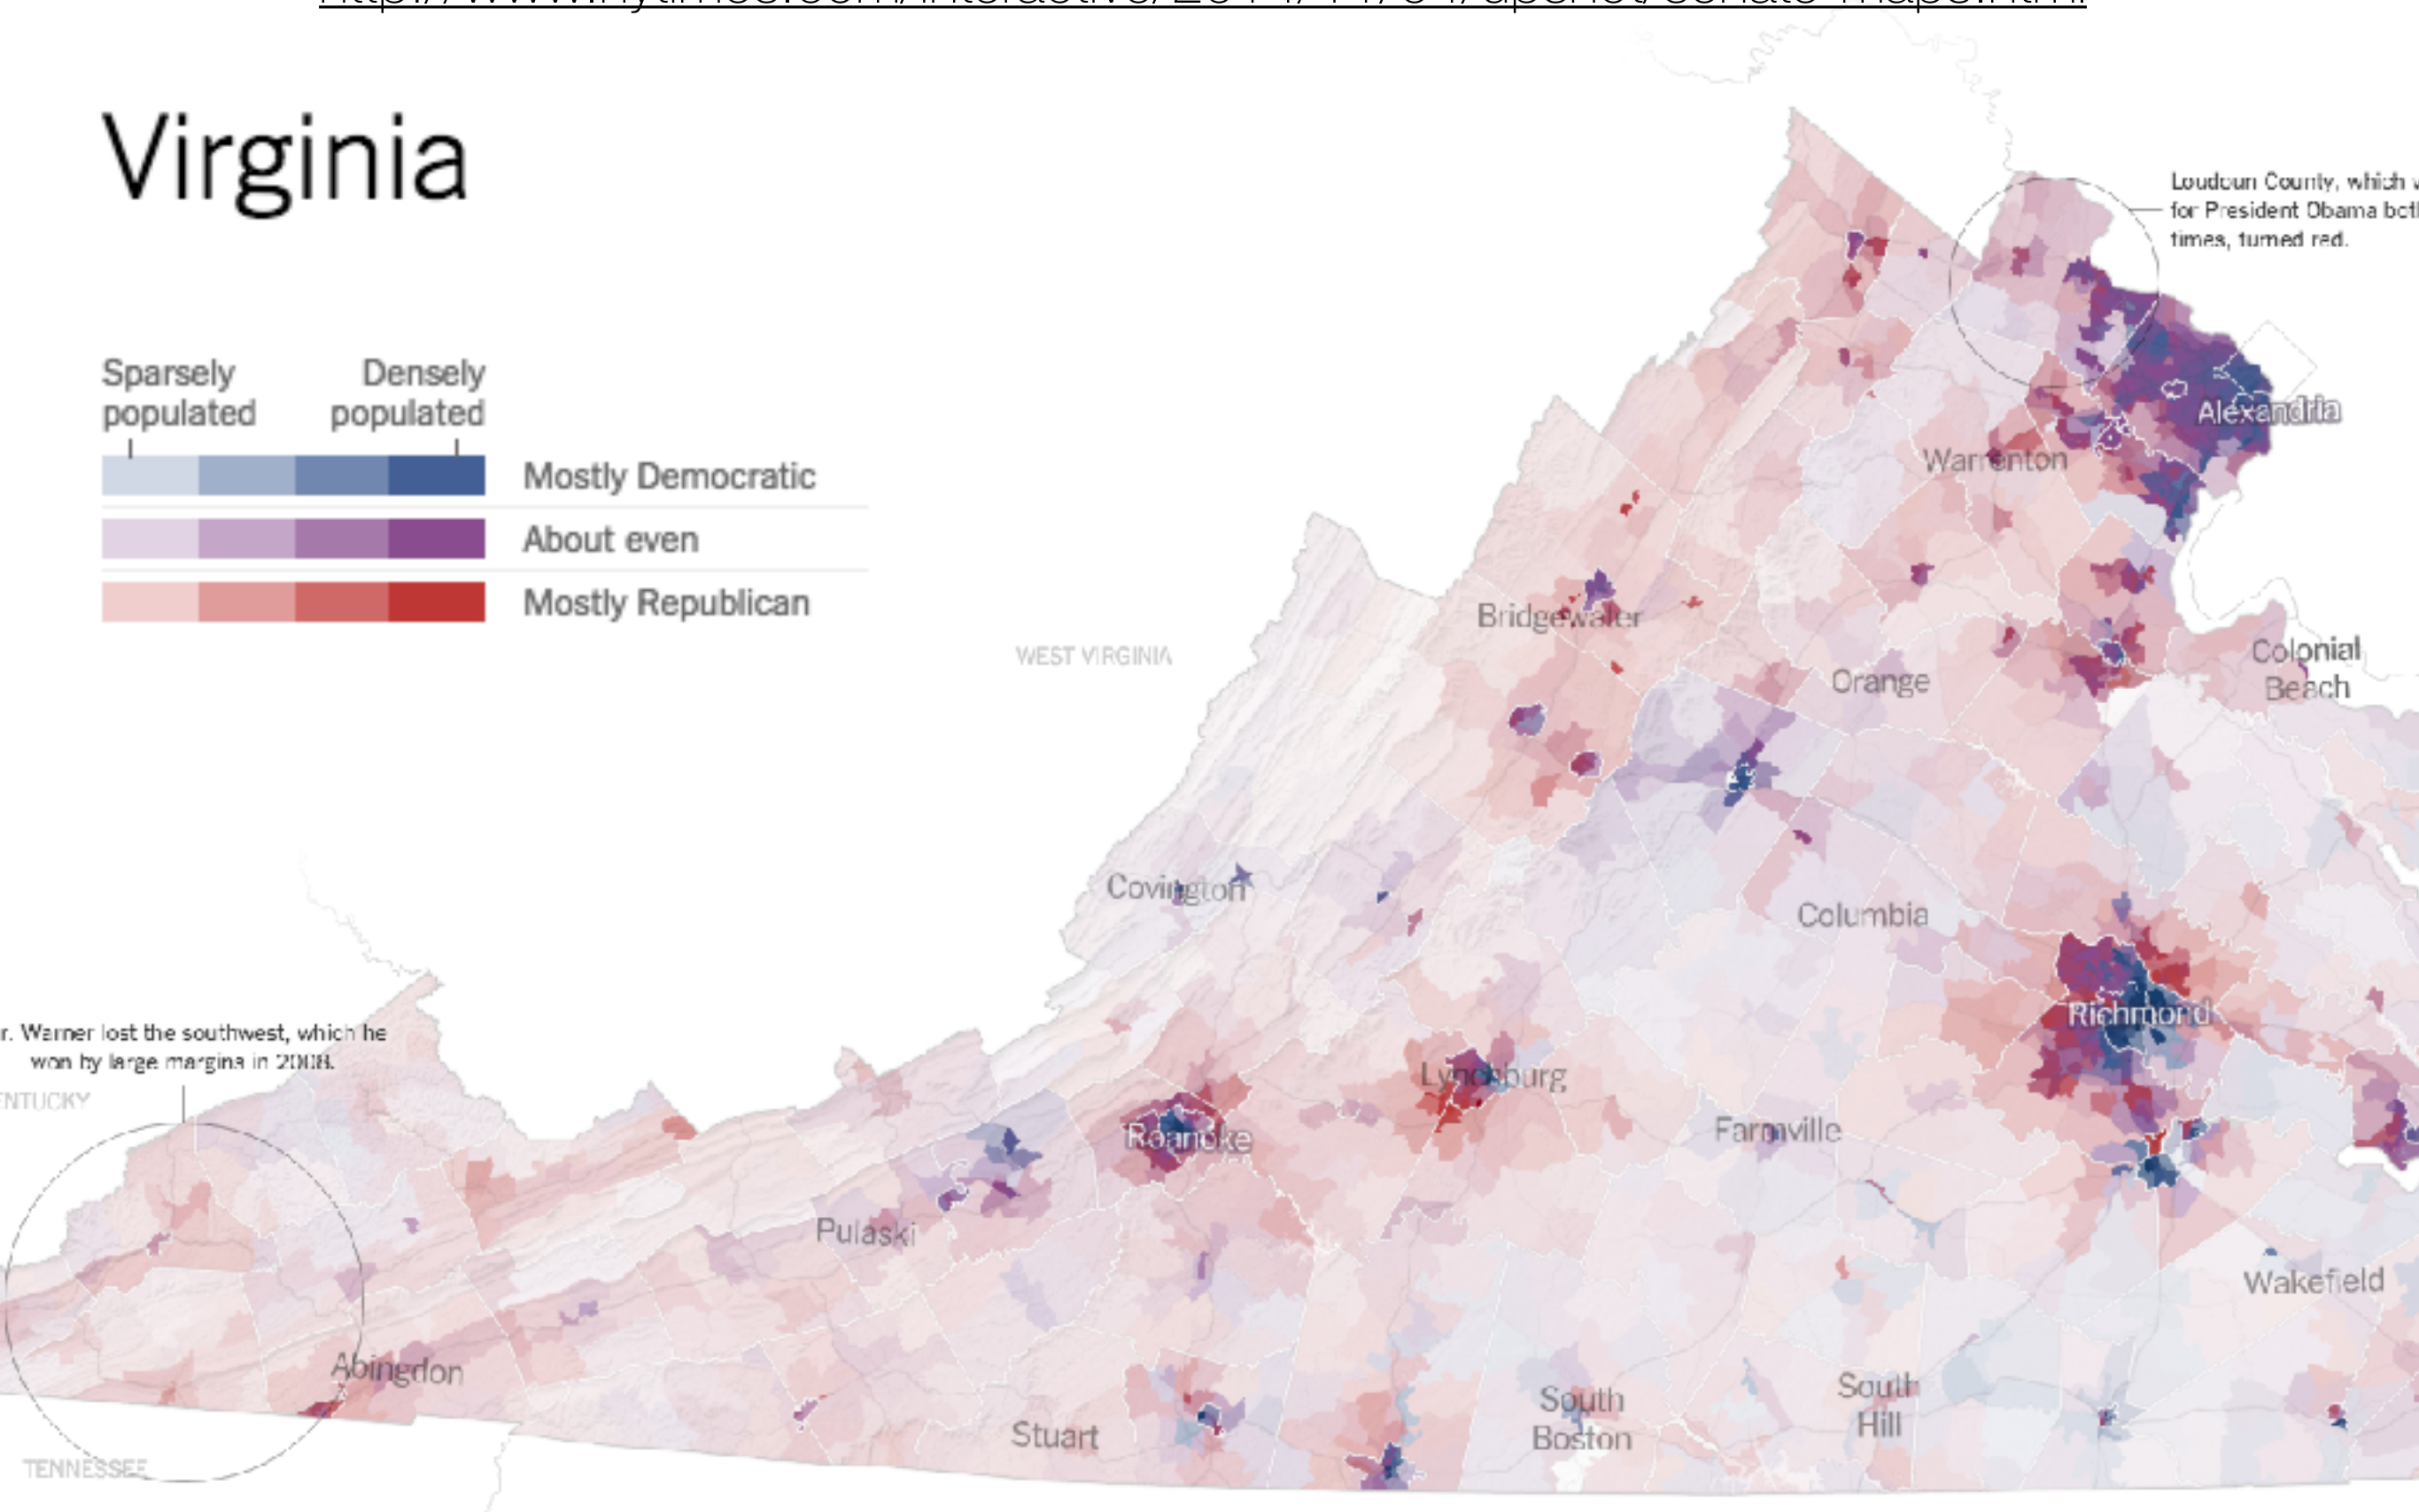 Virginia
Sparsely
populated
Densely
populated
Mostly Democratic
About even
Mostly Republican
Loudoun County, which
for President Obama
times, turned red.
Alexandria
Warrenton
WEST VIRGINIA
Bridgewater
Orange
Colonial
Beach
Covington
Columbia
Richmond
r. Warner lost the southwest, which he
won by large margins in 2008.
ENTUCKY
Lynchburg
Roanoke
Farmville
Pulaski
Wakefield
Abingdon
South
Boston
South
Hill
Stuart
TENNESSEE